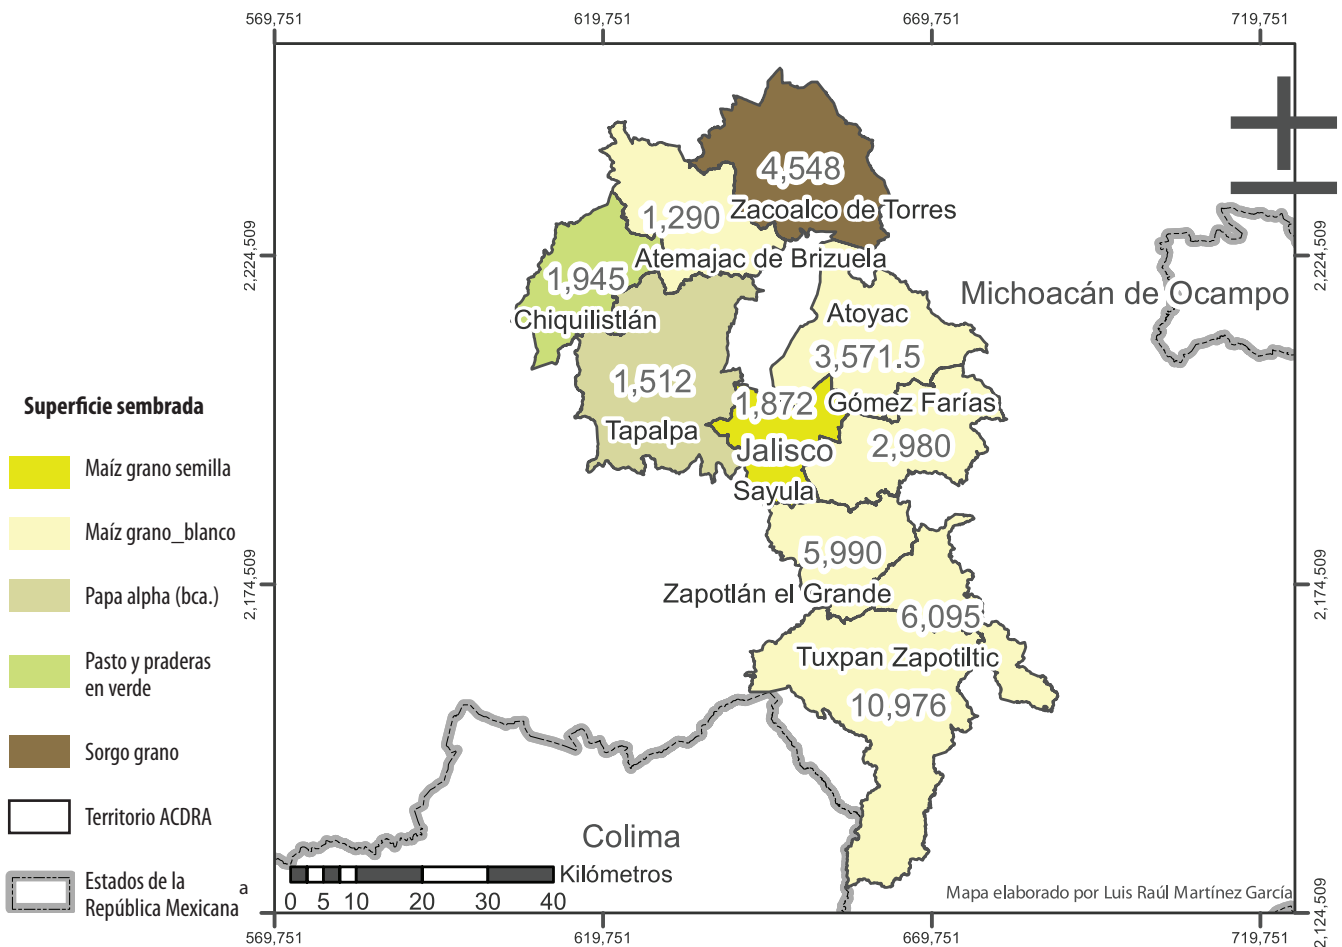 569,751
619,751
669,751
719,751
4,548
Zacoalco de Torres
1,290
Atemajac de Brizuela
2,224,509
2,224,509
1,945
Chiquilistlán
Michoacán de Ocampo
Atoyac
3,571.5
1,512
Tapalpa
1,872
Gómez Farías
Jalisco
2,980
Sayula
Superficie sembrada
Maíz grano semilla
Maíz grano_blanco
Papa alpha (bca.)
Pasto y praderas
en verde
Sorgo grano
Territorio ACDRA
Estados de la
República Mexicana
a
5,990
2,174,509
2,174,509
Zapotlán el Grande
6,095
Tuxpan Zapotiltic
10,976
Colima
Kilómetros
0 5 10 20 30 40
Mapa elaborado por Luis Raúl Martínez García
2,124,509
569,751
619,751
669,751
719,751